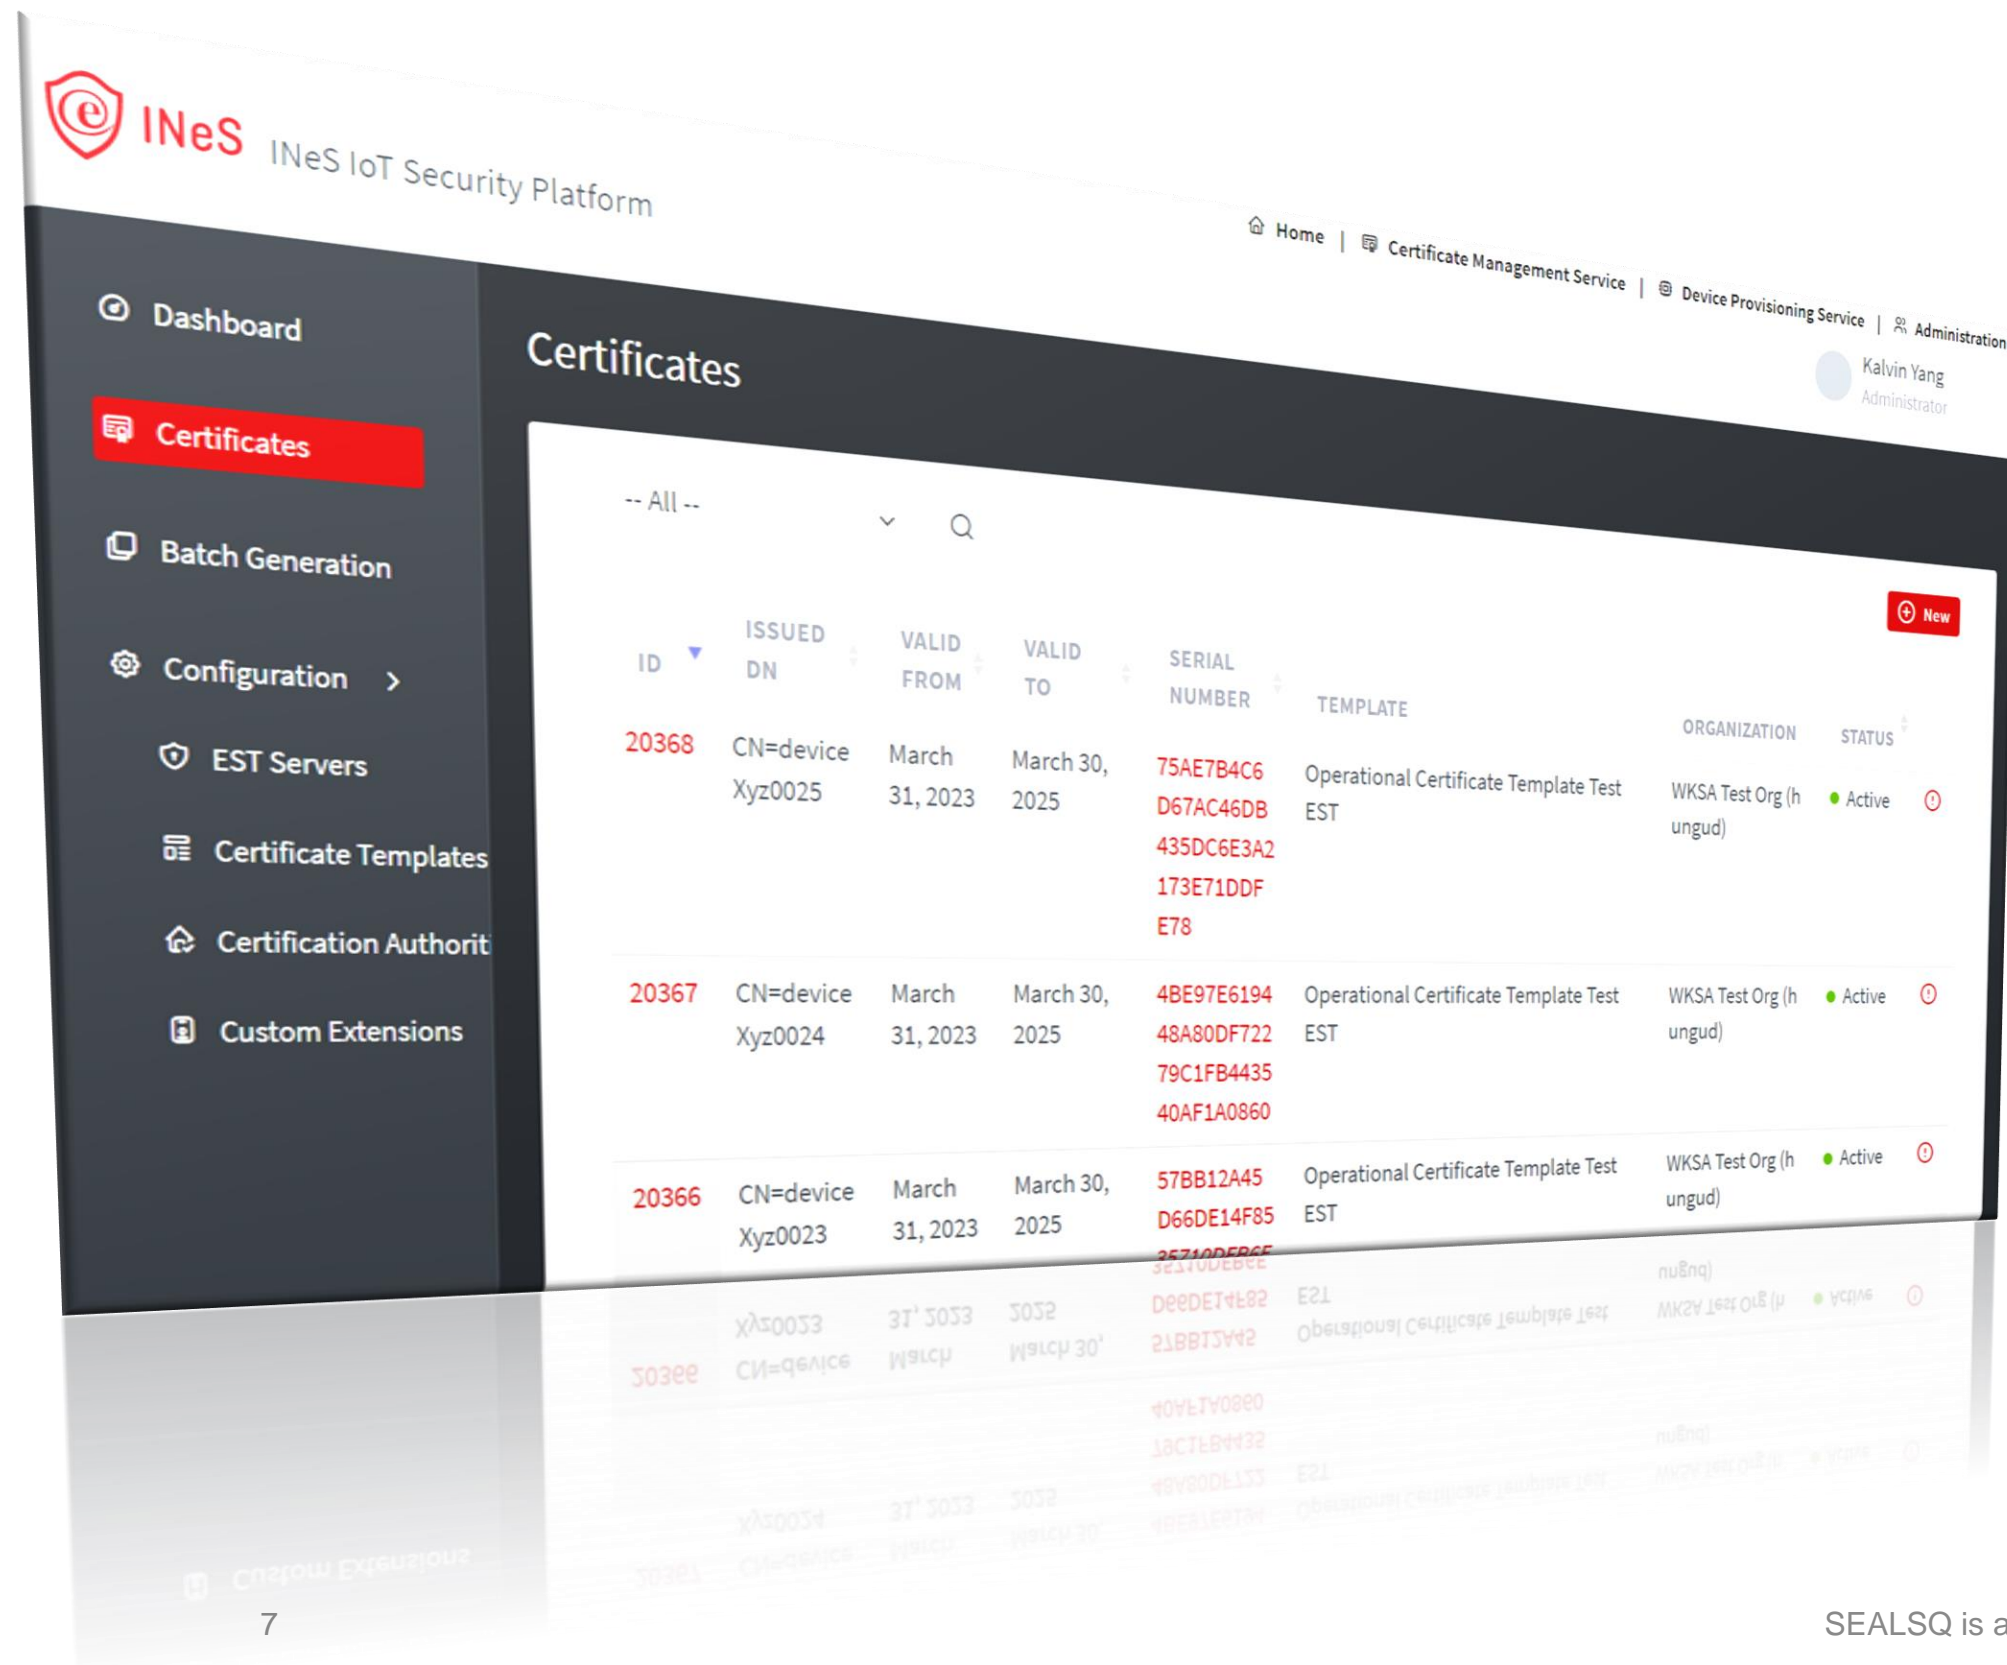 INeS INeS IoT Security Platform
Home | Certificate Management Service | Device Provisioning Service | Administration
Kalvin Yang
Administrator
Dashboard
Certificates
Batch Generation
Configuration >
EST Servers
Certificate Templates
Certification Authorit
Custom Extensions
Certificates
-- All --
New
ID ISSUED DN VALID FROM VALID TO SERIAL NUMBER TEMPLATE ORGANIZATION STATUS
20368 CN=device March March 30, 75AE7B4C6 Operational Certificate Template Test WKSA Test Org (h Active
Xyz0025 31, 2023 2025 D67AC46DB EST ungud)
435DC6E3A2
173E71DDF
E78
20367 CN=device March March 30, 4BE97E6194 Operational Certificate Template Test WKSA Test Org (h Active
Xyz0024 31, 2023 2025 48A80DF722 EST ungud)
79C1FB4435
40AF1A0860
20366 CN=device March March 30, 57BB12A45 Operational Certificate Template Test WKSA Test Org (h Active
Xyz0023 31, 2023 2025 D66DE14F85 EST ungud)
7
SEALSQ is a